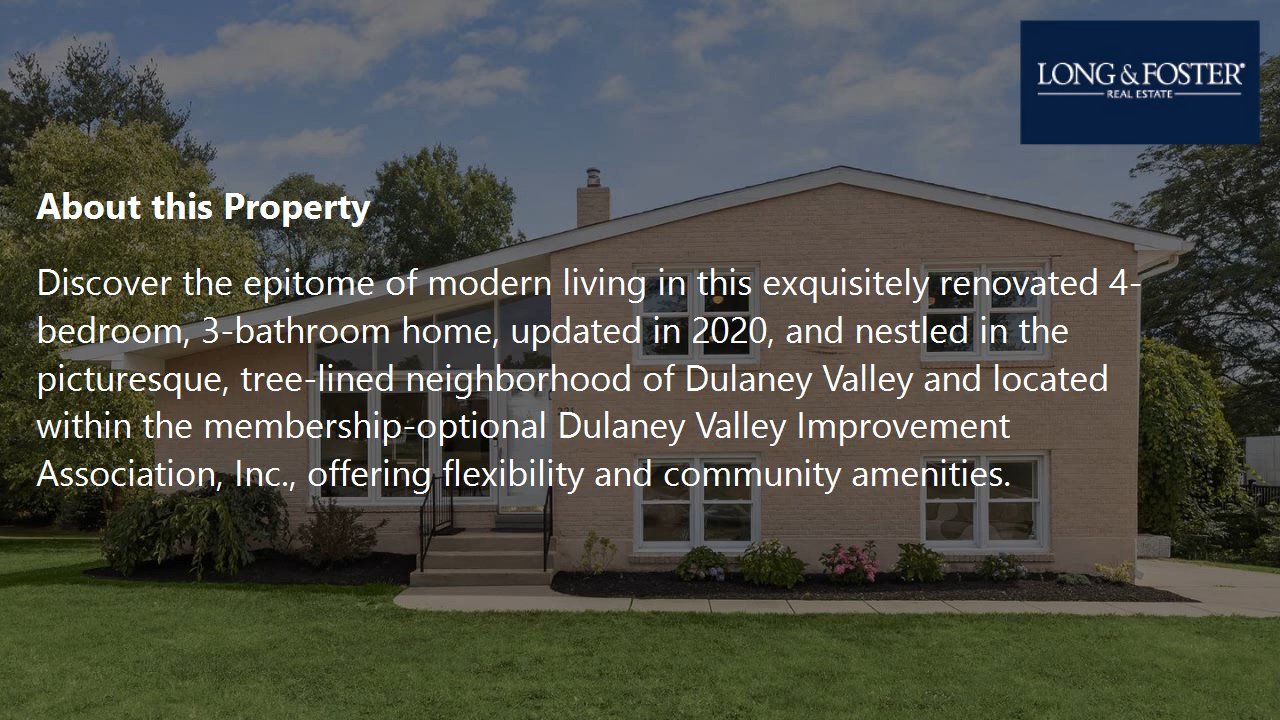 LONG & FOSTER®
REAL ESTATE
About this Property
Discover the epitome of modern living in this exquisitely renovated 4-
bedroom, 3-bathroom home, updated in 2020, and nestled in the
picturesque, tree-lined neighborhood of Dulaney Valley and located
within the membership-optional Dulaney Valley Improvement
Association, Inc., offering flexibility and community amenities.